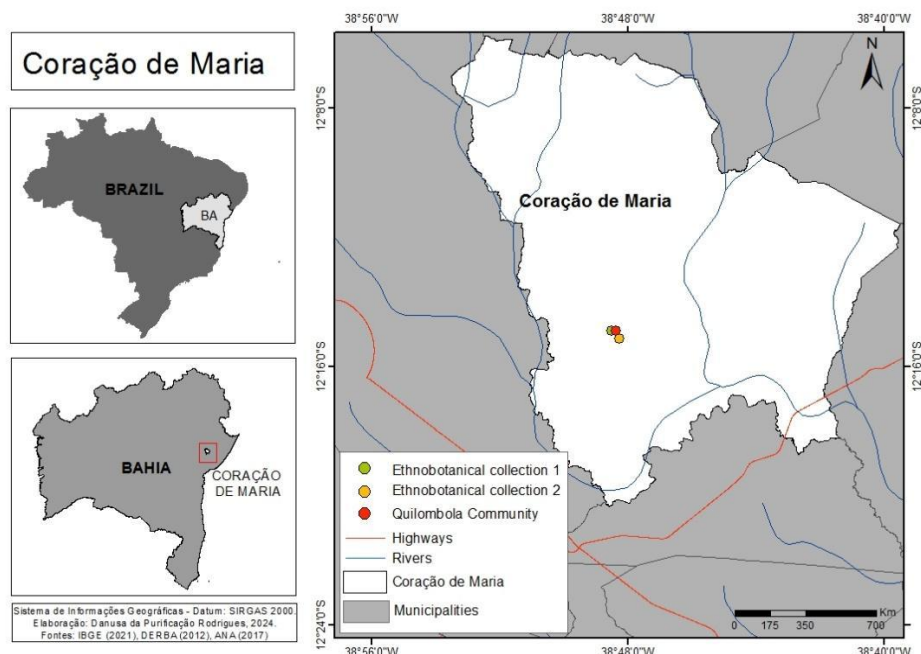 Coração de Maria
BRAZIL
BA
BAHIA
CORAÇÃO
DE MARIA
Sistema de Informações Geográficas - Datum: SIRGAS 2000.
Elaboração: Danusa da Purificação Rodrigues, 2024.
Fontes: IBGE (2021), DERBA (2012), ANA (2017)
38°56'0"W
38°48'0"W
38°40'0"W
N
12°8'0"S
12°8'0"S
Coração de Maria
12°16'0"S
12°16'0"S
Ethnobotanical collection 1
Ethnobotanical collection 2
Quilombola Community
Highways
Rivers
Coração de Maria
Municipalities
Km
0 175 350 700
12°24'0"S
12°24'0"S
38°56'0"W
38°48'0"W
38°40'0"W